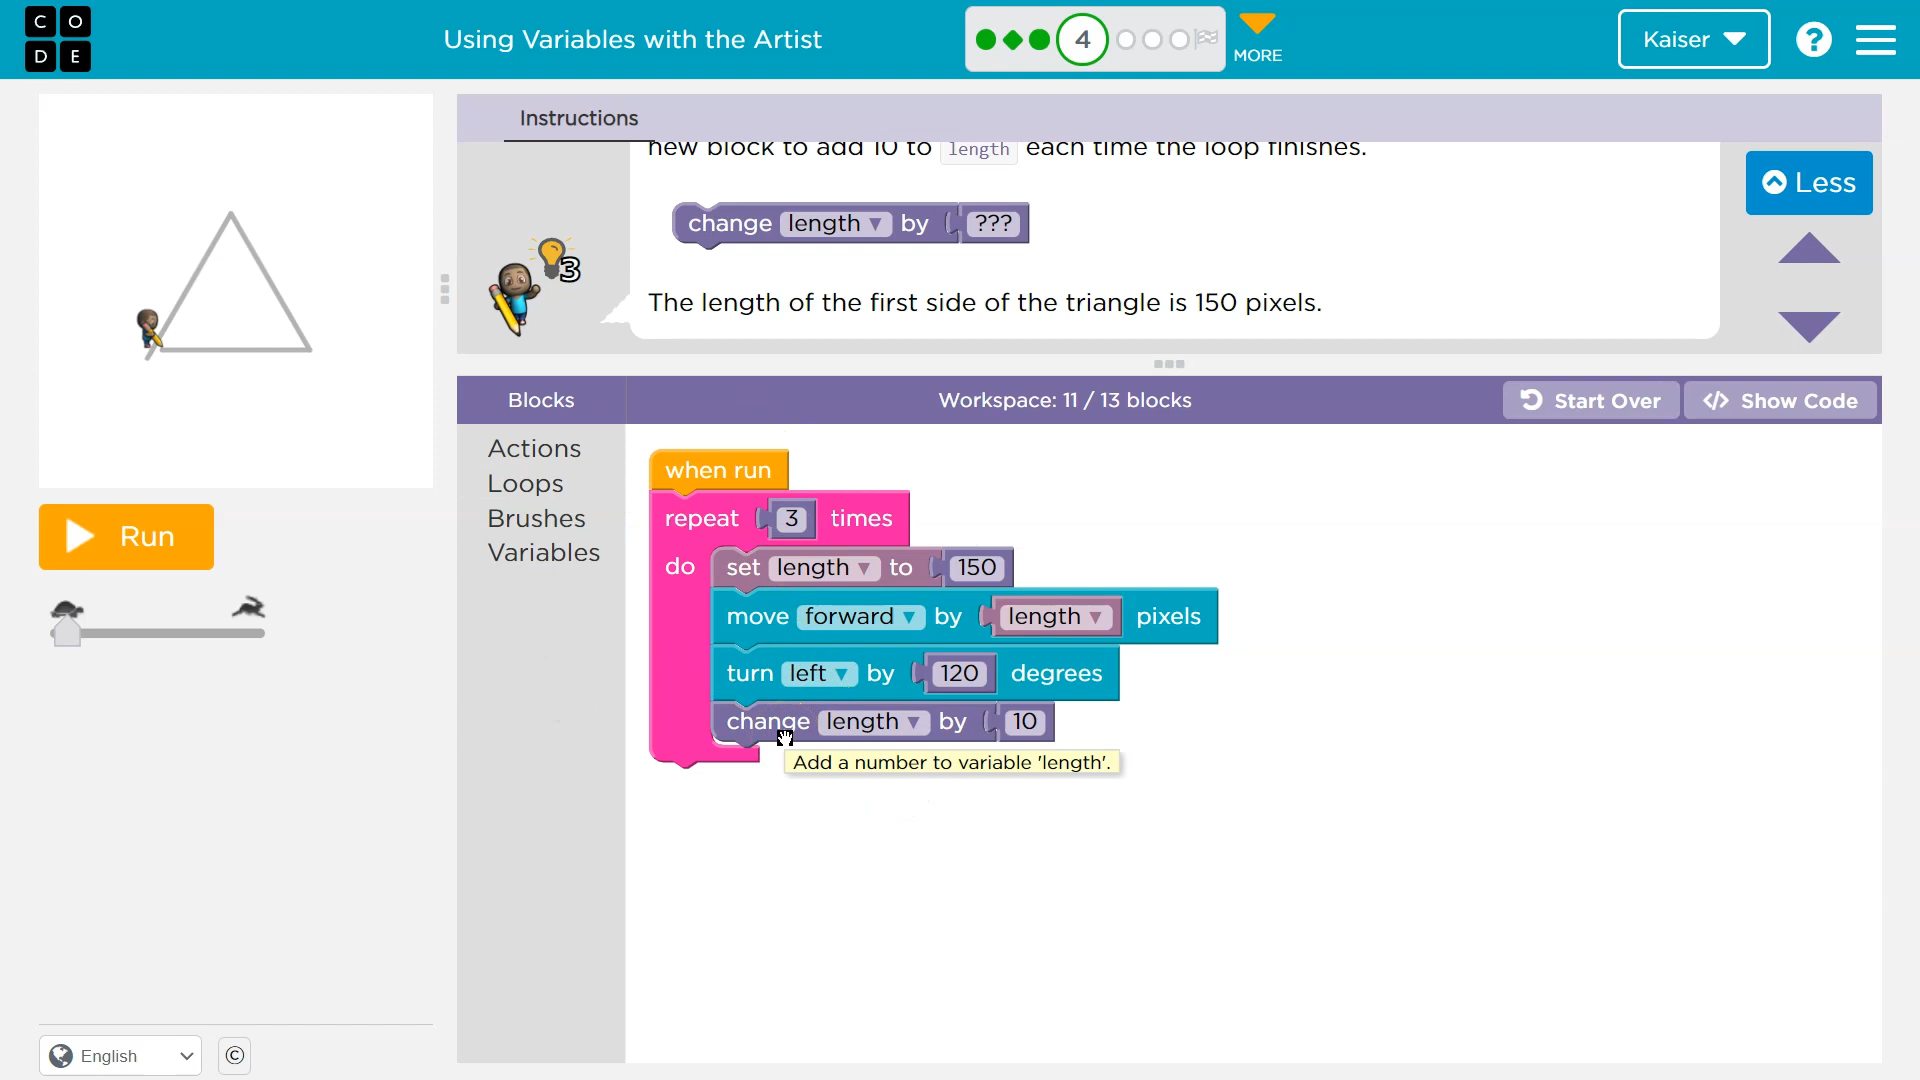 C O
D E
Using Variables with the Artist
4
MORE
Kaiser
?
Instructions
new block to add 10 to length each time the loop finishes.
Less
change length ▼ by ???
3
The length of the first side of the triangle is 150 pixels.
Blocks
Workspace: 11 / 13 blocks
Start Over
</> Show Code
Actions
Loops
Brushes
Variables
when run
repeat 3 times
do set length ▼ to 150
move forward ▼ by length ▼ pixels
turn left ▼ by 120 degrees
change length ▼ by 10
Add a number to variable 'length'.
Run
English
©